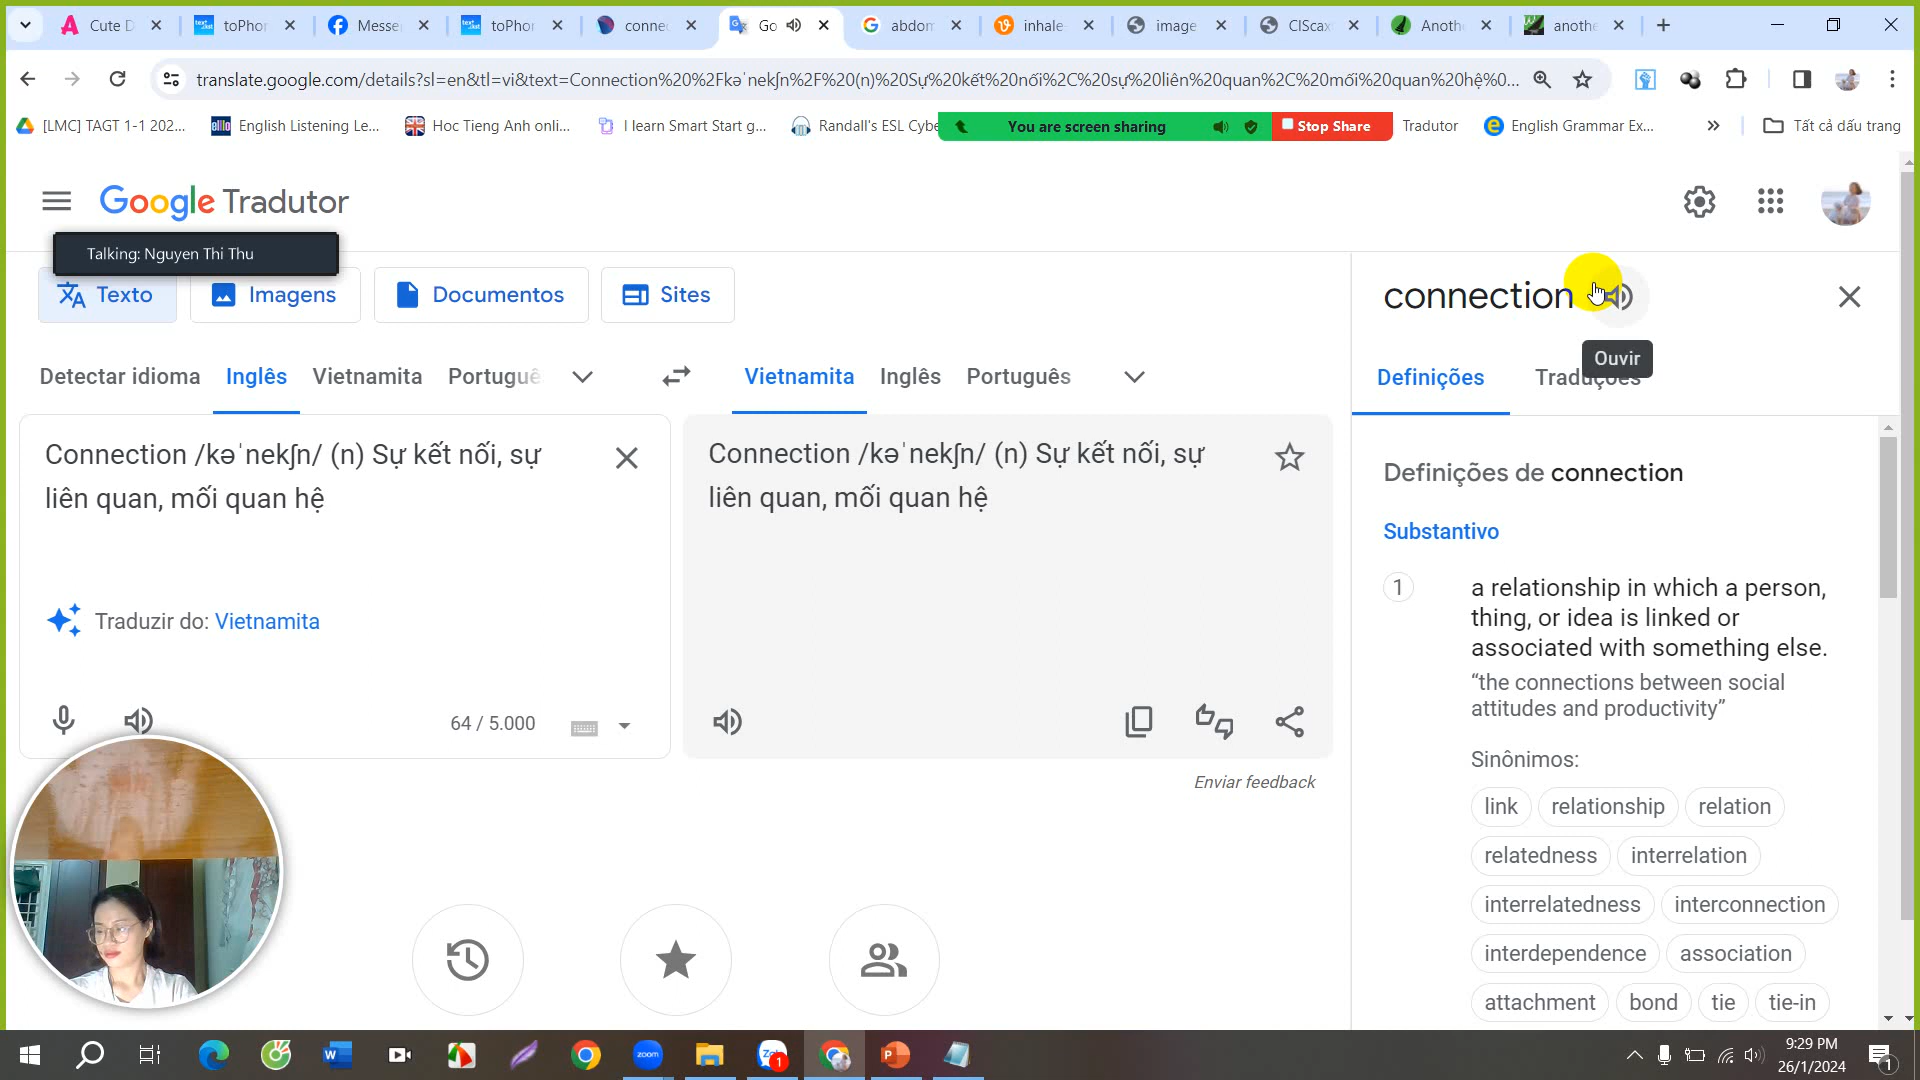 Cute D
toPhon
Messen
toPhon
connec
Go
abdom
inhale-
image
CIScax
Anoth
anothe
translate.google.com/details?sl=en&tl=vi&text=Connection%20%2Fkəˈnekʃn%2F%20(n)%20Sự%20kết%20nối%2C%20sự%20liên%20quan%2C%20mối%20quan%20hệ%0...
[LMC] TAGT 1-1 202...
English Listening Le...
Hoc Tieng Anh onli...
I learn Smart Start g...
Randall's ESL Cybe
You are screen sharing
Stop Share
Tradutor
English Grammar Ex...
Tất cả dấu trang
Google Tradutor
Talking: Nguyen Thi Thu
Texto
Imagens
Documentos
Sites
connection
Ouvir
Detectar idioma
Inglês
Vietnamita
Portuguê
Vietnamita
Inglês
Português
Definições
Traduções
Connection /kəˈnekʃn/ (n) Sự kết nối, sự
liên quan, mối quan hệ
Connection /kəˈnekʃn/ (n) Sự kết nối, sự
liên quan, mối quan hệ
Traduzir do: Vietnamita
64 / 5.000
Enviar feedback
Definições de connection
Substantivo
1
a relationship in which a person,
thing, or idea is linked or
associated with something else.
“the connections between social
attitudes and productivity”
Sinônimos:
link
relationship
relation
relatedness
interrelation
interrelatedness
interconnection
interdependence
association
attachment
bond
tie
tie-in
zoom
1
9:29 PM
26/1/2024
1